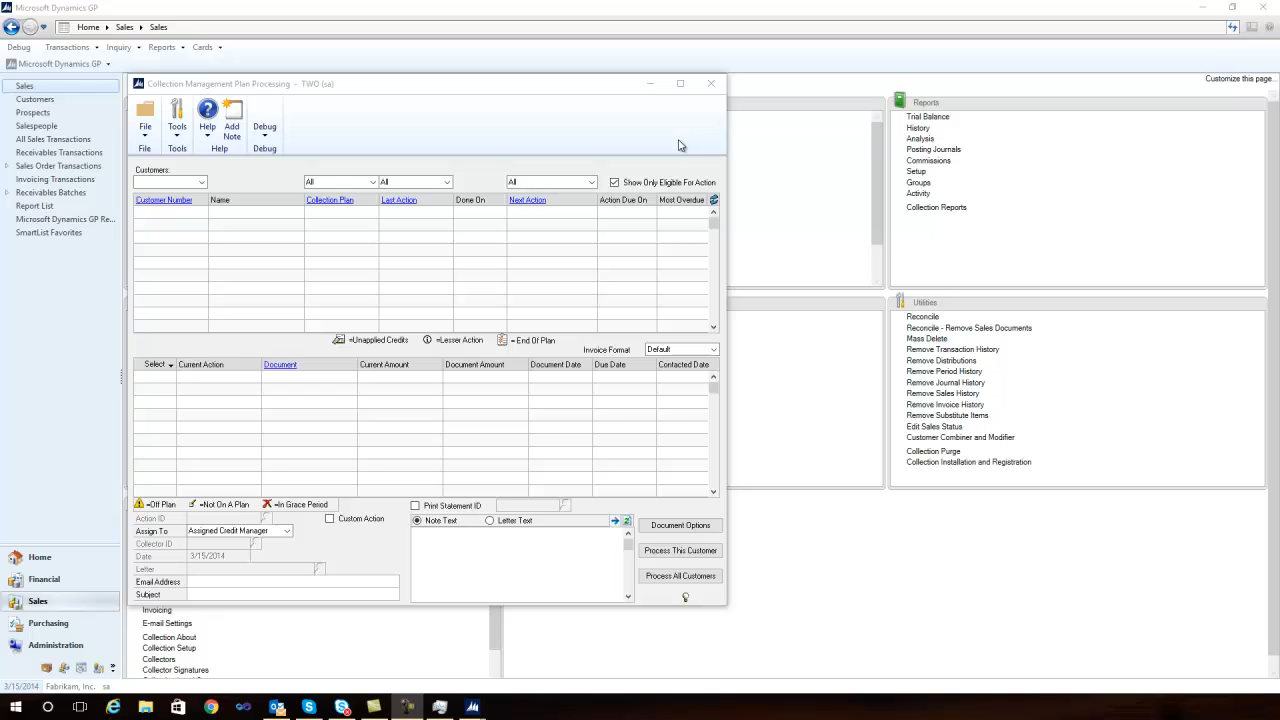 Microsoft Dynamics GP
Home Sales Sales
Debug Transactions Inquiry Reports Cards
Microsoft Dynamics GP
Customize this page...
Sales
Customers
Prospects
Salespeople
All Sales Transactions
Receivables Transactions
Sales Order Transactions
Invoicing Transactions
Receivables Batches
Report List
Microsoft Dynamics GP Re...
SmartList Favorites
Home
Financial
Sales
Purchasing
Administration
Collection Management Plan Processing - TWO (sa)
File Tools Help Add Note Debug
File Tools Help Debug
Customers:
All All All Show Only Eligible For Action
Customer Number Name Collection Plan Last Action Done On Next Action Action Due On Most Overdue
=Unapplied Credits =Lesser Action = End Of Plan
Invoice Format Default
Select Current Action Document Current Amount Document Amount Document Date Due Date Contacted Date
=Off Plan =Not On A Plan =In Grace Period Print Statement ID
Action ID Custom Action
Note Text Letter Text
Assign To Assigned Credit Manager
Collector ID
Date 3/15/2014
Letter
Email Address
Subject
Document Options
Process This Customer
Process All Customers
Invoicing
E-mail Settings
Collection About
Collection Setup
Collectors
Collector Signatures
Reports
Trial Balance
History
Analysis
Posting Journals
Commissions
Setup
Groups
Activity
Collection Reports
Utilities
Reconcile
Reconcile - Remove Sales Documents
Mass Delete
Remove Transaction History
Remove Distributions
Remove Period History
Remove Journal History
Remove Sales History
Remove Invoice History
Remove Substitute Items
Edit Sales Status
Customer Combiner and Modifier
Collection Purge
Collection Installation and Registration
3/15/2014 Fabrikam, Inc. sa